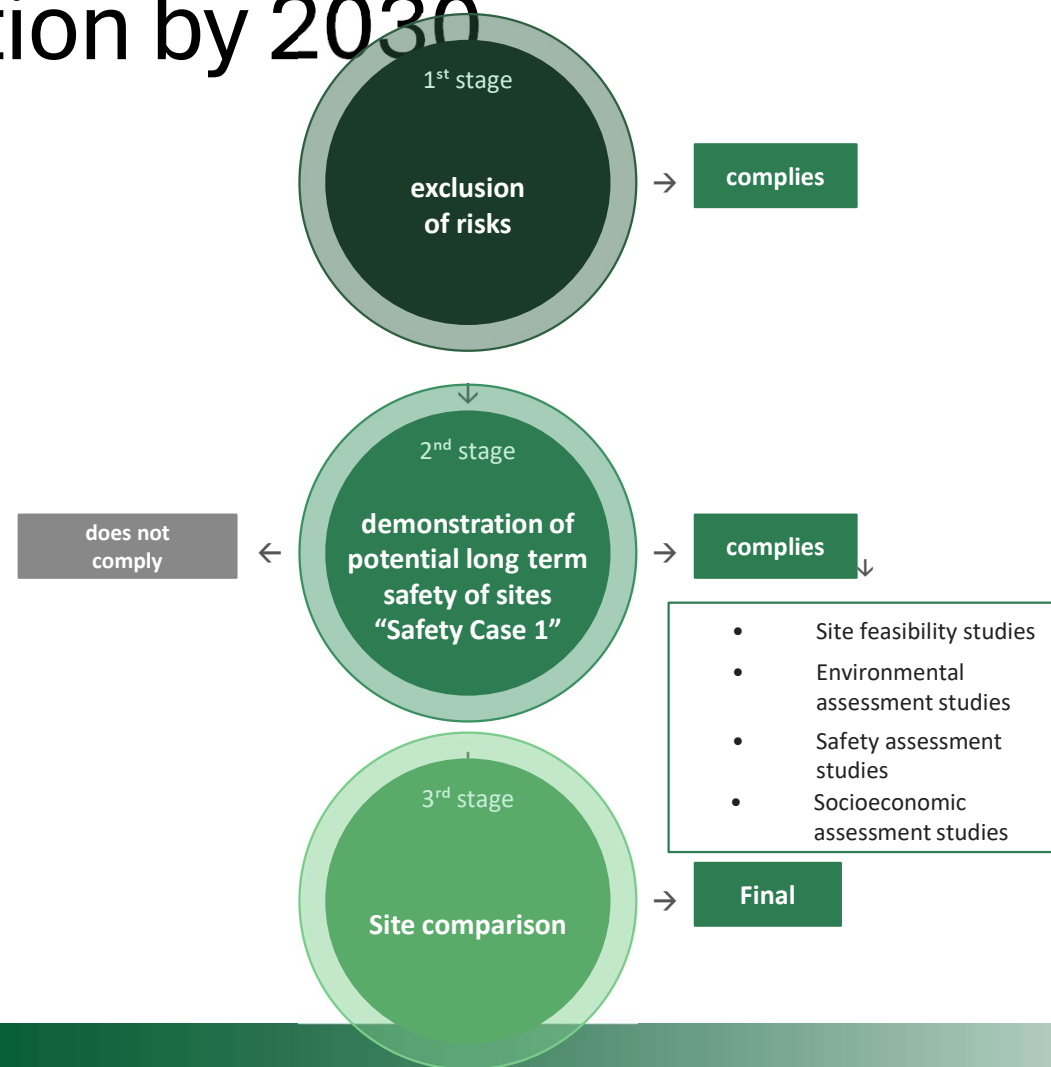 tion by 2030
1st stage
exclusion
of risks
complies
2nd stage
demonstration of
potential long term
safety of sites
“Safety Case 1”
does not
comply
complies
• Site feasibility studies
• Environmental
assessment studies
• Safety assessment
studies
• Socioeconomic
assessment studies
3rd stage
Site comparison
Final